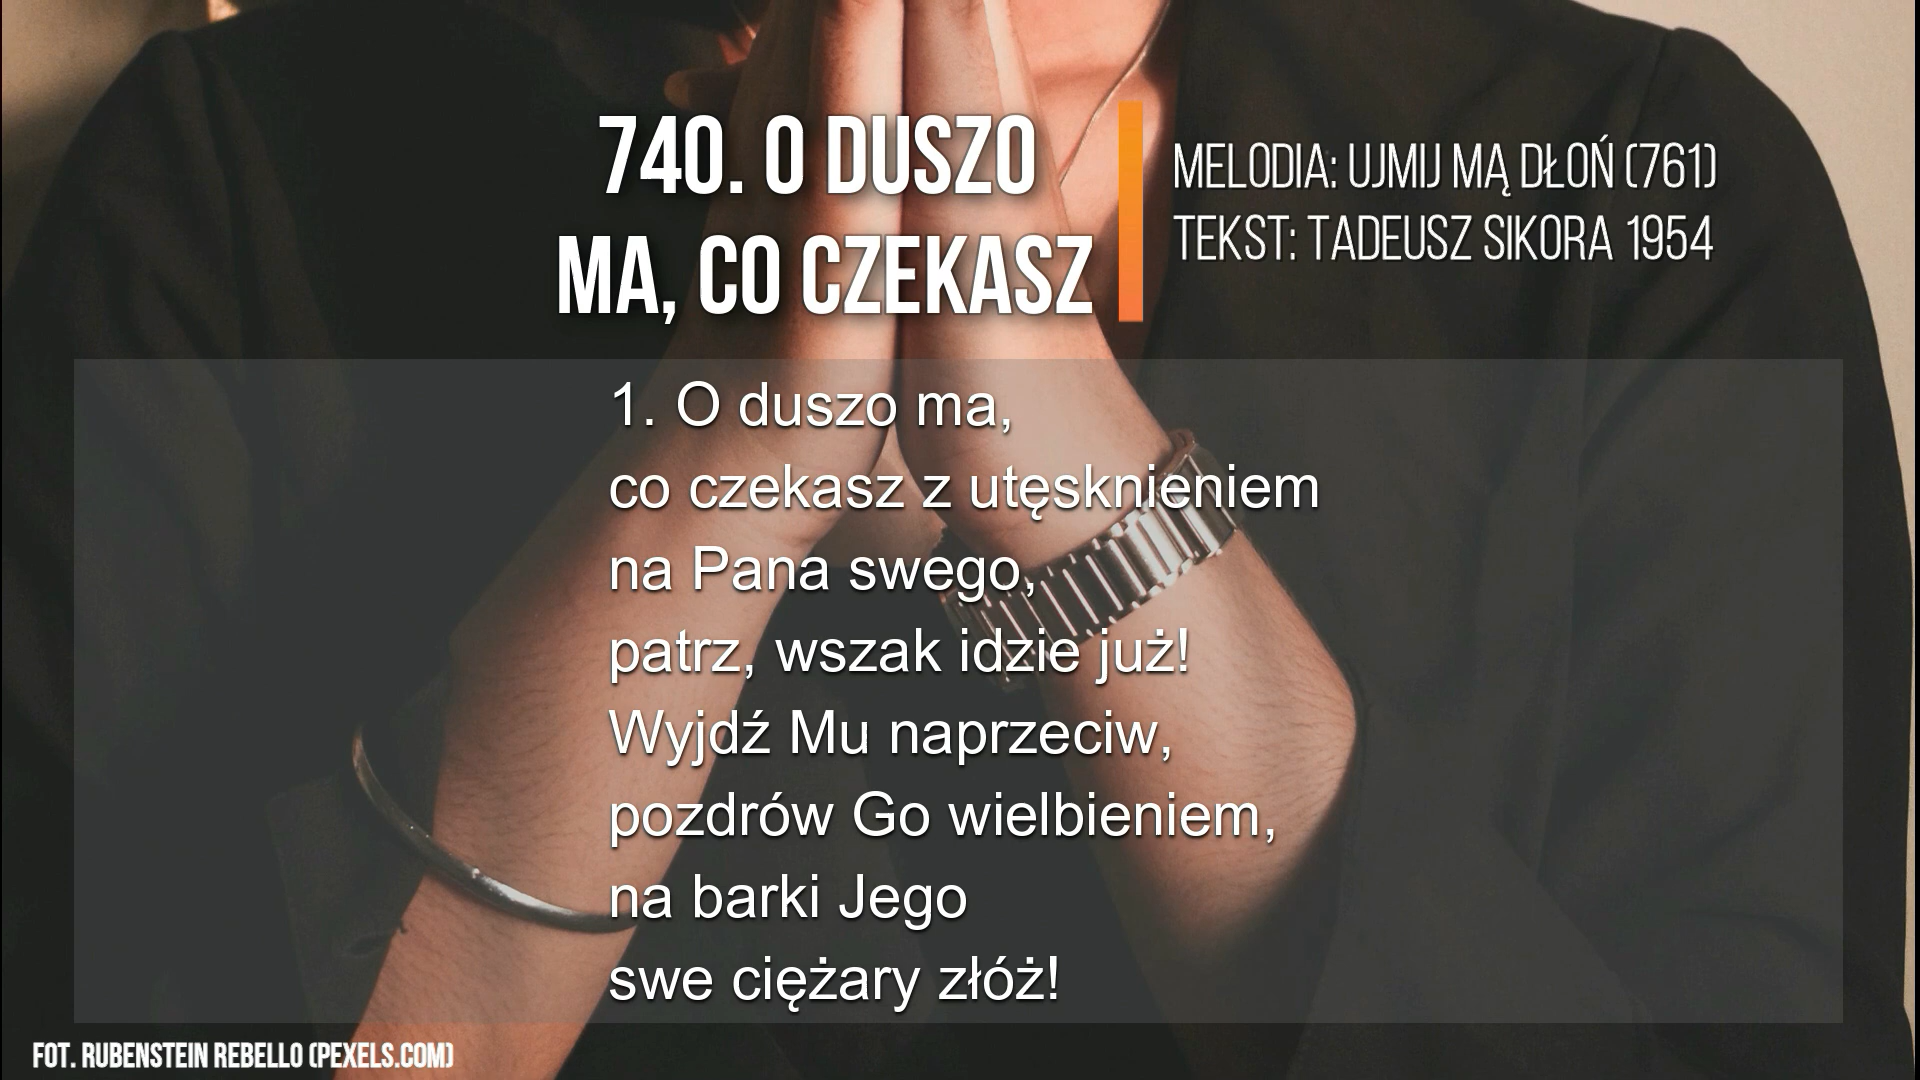 740. O DUSZO
MA, CO CZEKASZ
MELODIA: UJMIJ MĄ DŁOŃ (761)
TEKST: TADEUSZ SIKORA 1954
1. O duszo ma,
co czekasz z utęsknieniem
na Pana swego,
patrz, wszak idzie już!
Wyjdź Mu naprzeciw,
pozdrów Go wielbieniem,
na barki Jego
swe ciężary złóż!
FOT. RUBENSTEIN REBELLO (PEXELS.COM)